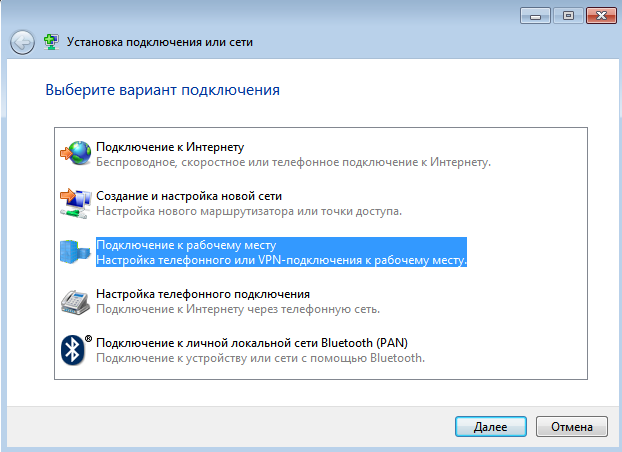 Установка подключения или сети
Выберите вариант подключения
Подключение к Интернету
Беспроводное, скоростное или телефонное подключение к Интернету.
Создание и настройка новой сети
Настройка нового маршрутизатора или точки доступа.
Подключение к рабочему месту
Настройка телефонного или VPN-подключения к рабочему месту.
Настройка телефонного подключения
Подключение к Интернету через телефонную сеть.
® Подключение к личной локальной сети Bluetooth (PAN)
Подключение к устройству или сети с помощью Bluetooth.
Далее Отмена